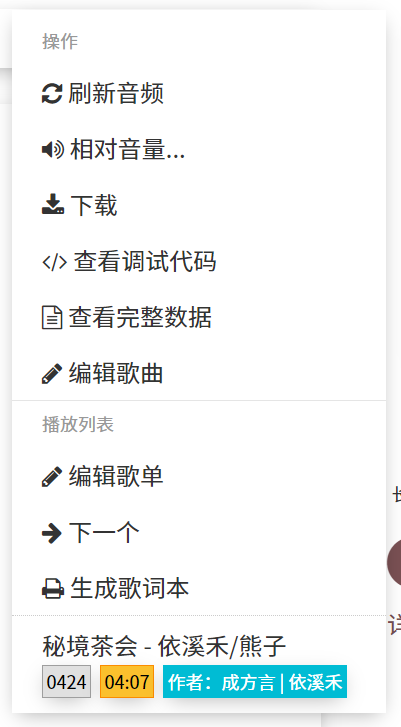 操作
刷新音频
相对音量...
下载
</> 查看调试代码
查看完整数据
编辑歌曲
播放列表
编辑歌单
下一个
生成歌词本
秘境茶会 - 依溪禾/熊子
0424 04:07 作者：成方言 | 依溪禾